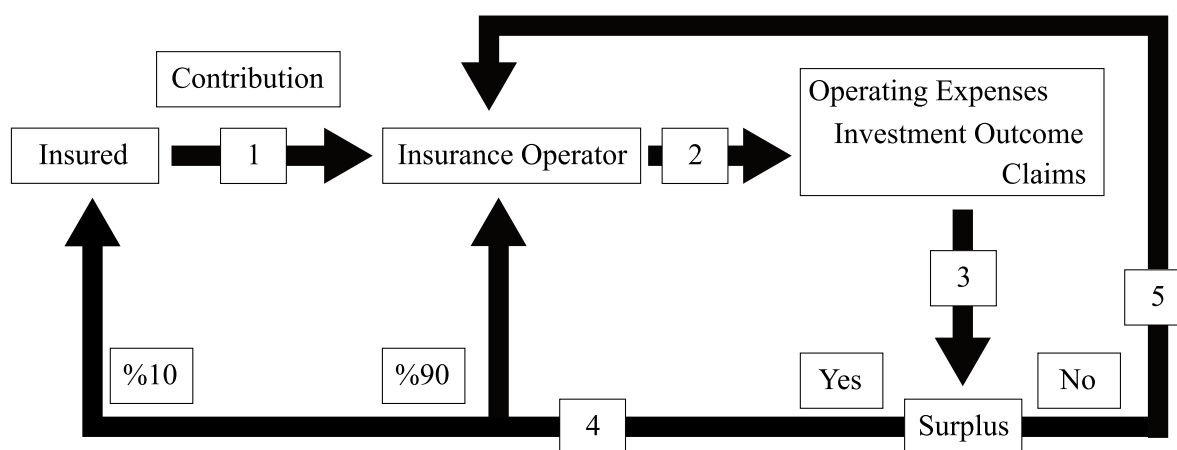 Contribution
Insured
1
Insurance Operator
2
Operating Expenses
Investment Outcome
Claims
3
5
%10
%90
Yes
No
4
Surplus